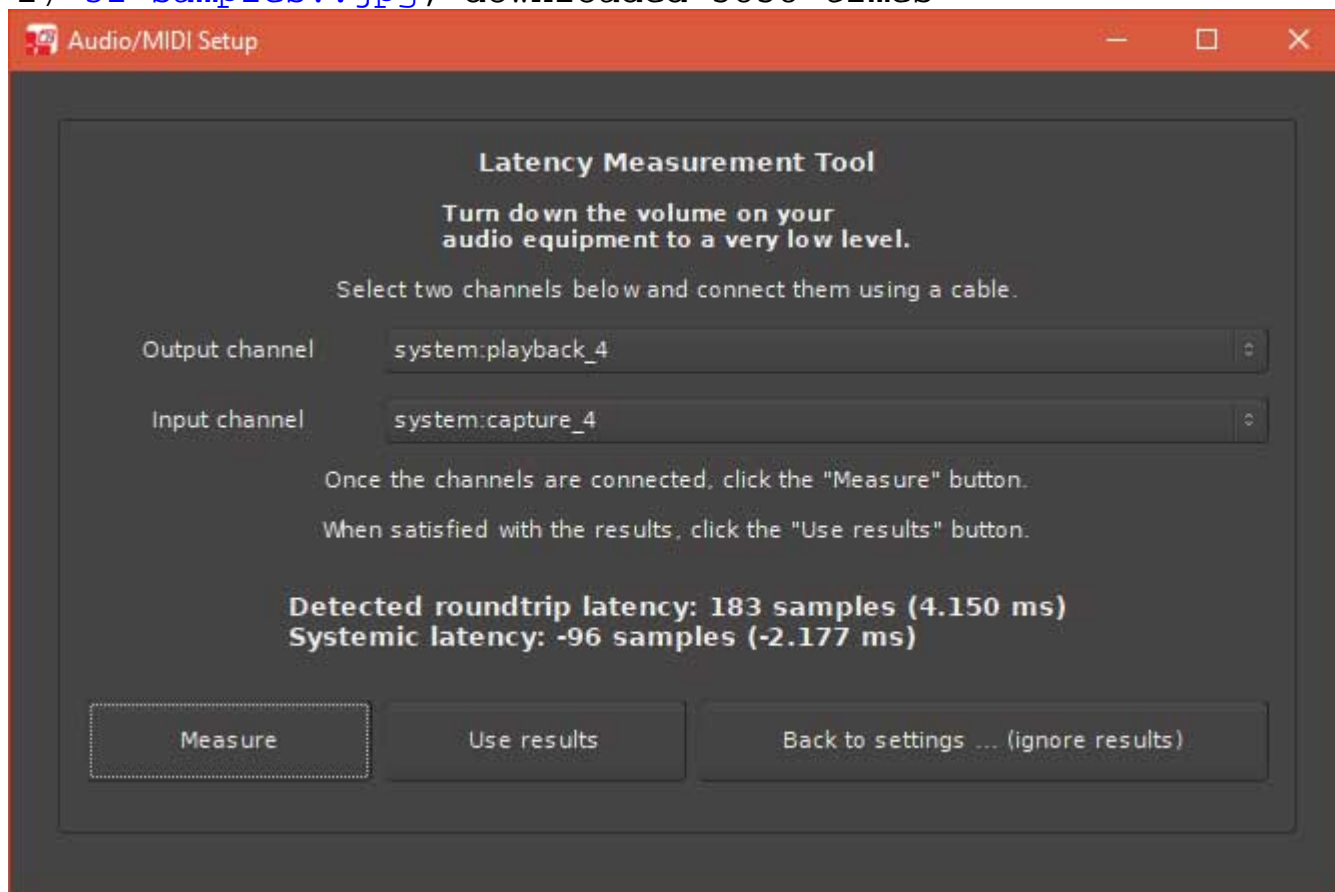 Audio/MIDI Setup
Latency Measurement Tool
Turn down the volume on your
audio equipment to a very low level.
Select two channels below and connect them using a cable.
Output channel system:playback_4
Input channel system:capture_4
Once the channels are connected, click the "Measure" button.
When satisfied with the results, click the "Use results" button.
Detected roundtrip latency: 183 samples (4.150 ms)
Systemic latency: -96 samples (-2.177 ms)
Measure Use results Back to settings ... (ignore results)